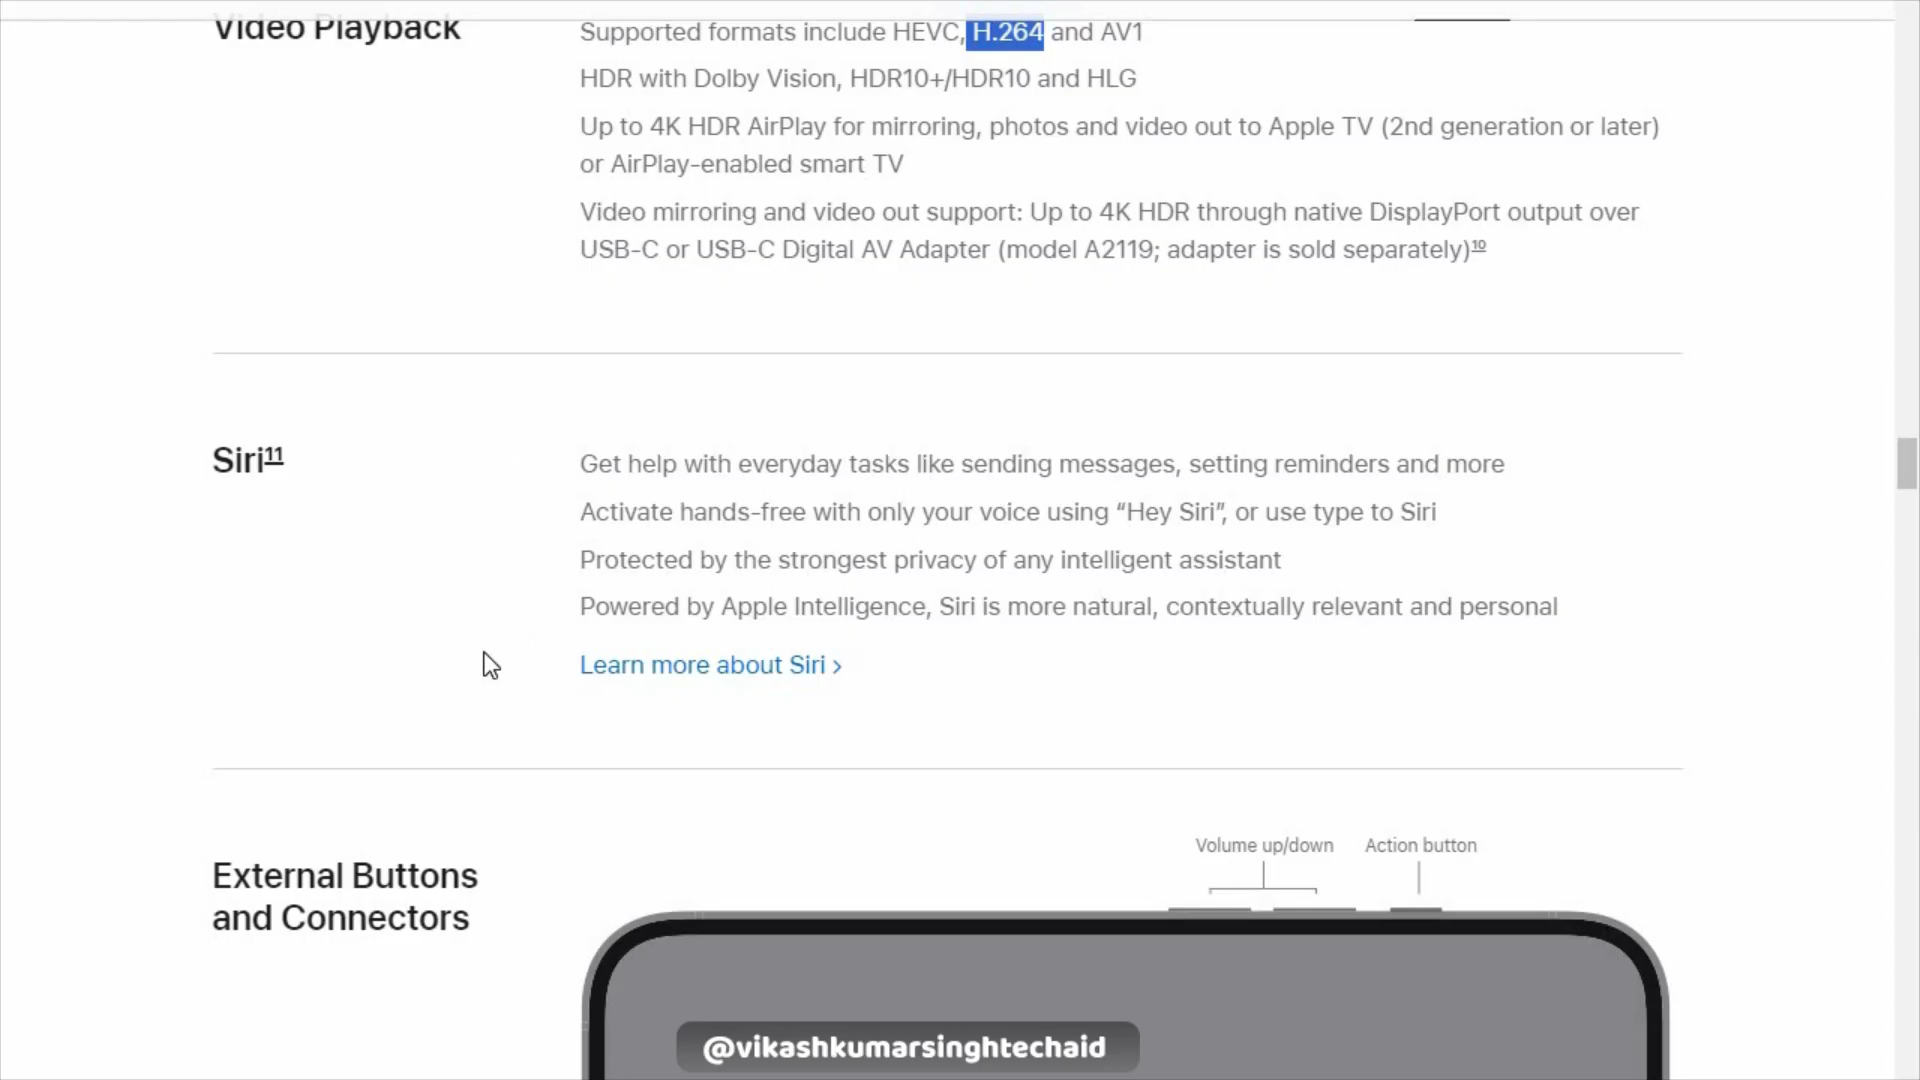 Video Playback
Supported formats include HEVC, H.264 and AV1
HDR with Dolby Vision, HDR10+/HDR10 and HLG
Up to 4K HDR AirPlay for mirroring, photos and video out to Apple TV (2nd generation or later)
or AirPlay-enabled smart TV
Video mirroring and video out support: Up to 4K HDR through native DisplayPort output over
USB-C or USB-C Digital AV Adapter (model A2119; adapter is sold separately)10
Siri11
Get help with everyday tasks like sending messages, setting reminders and more
Activate hands-free with only your voice using “Hey Siri”, or use type to Siri
Protected by the strongest privacy of any intelligent assistant
Powered by Apple Intelligence, Siri is more natural, contextually relevant and personal
Learn more about Siri >
External Buttons
and Connectors
Volume up/down
Action button
@vikashkumarsinghtechaid